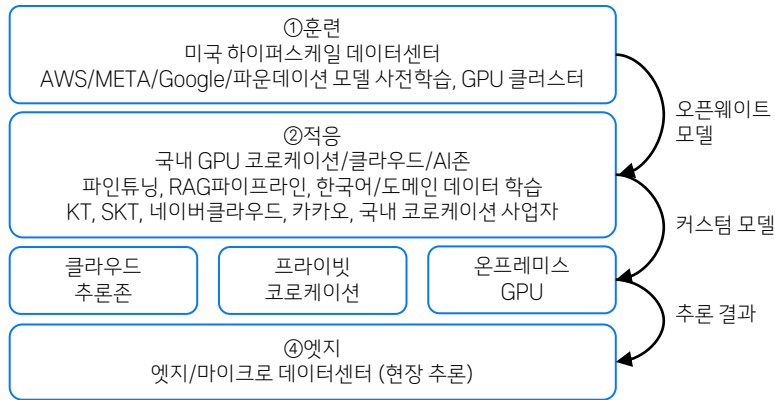 ①훈련
미국 하이퍼스케일 데이터센터
AWS/META/Google/파운데이션 모델 사전학습, GPU 클러스터
오픈웨이트
모델
②적응
국내 GPU 코로케이션/클라우드/AI존
파인튜닝, RAG파이프라인, 한국어/도메인 데이터 학습
KT, SKT, 네이버클라우드, 카카오, 국내 코로케이션 사업자
커스텀 모델
클라우드
추론존
프라이빗
코로케이션
온프레미스
GPU
추론 결과
④엣지
엣지/마이크로 데이터센터 (현장 추론)